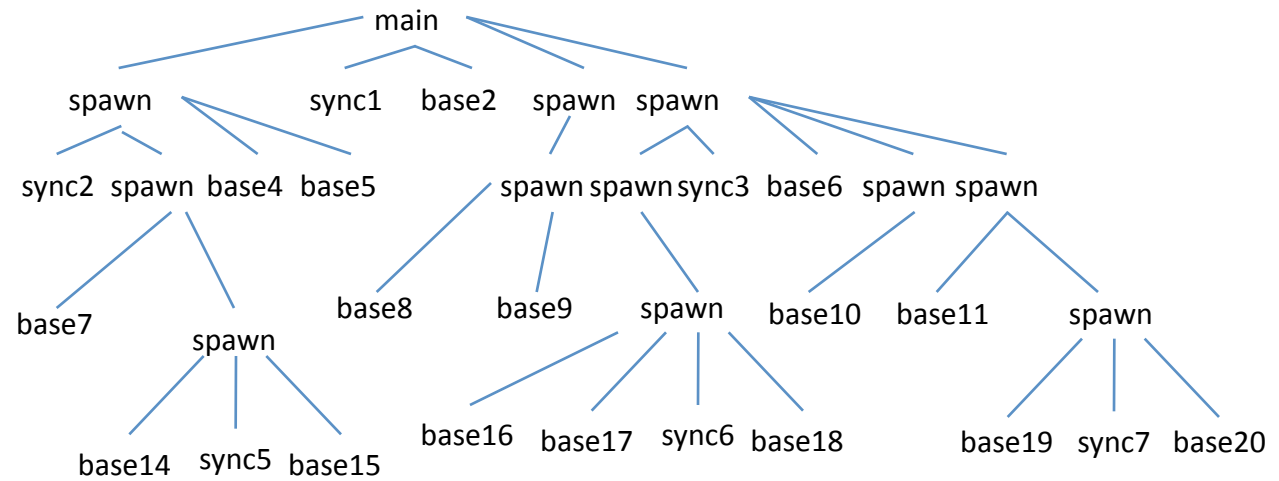 main
spawn sync1 base2 spawn spawn
sync2 spawn base4 base5 spawn spawn sync3 base6 spawn spawn
base7 spawn base8 base9 spawn base10 base11 spawn
base14 sync5 base15 base16 base17 sync6 base18 base19 sync7 base20